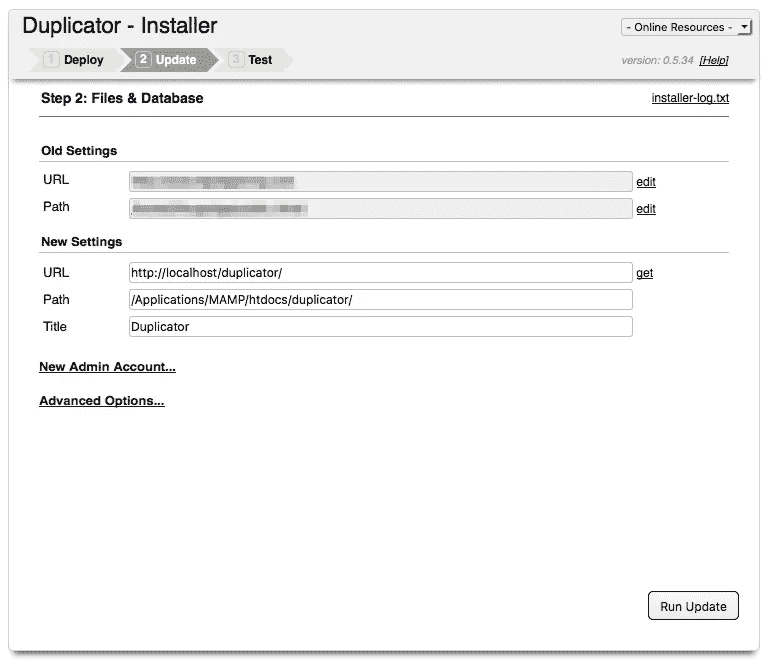 Duplicator - Installer
- Online Resources -
1 Deploy 2 Update 3 Test
version: 0.5.34 [Help]
Step 2: Files & Database
installer-log.txt
Old Settings
URL edit
Path edit
New Settings
URL http://localhost/duplicator/ get
Path /Applications/MAMP/htdocs/duplicator/
Title Duplicator
New Admin Account...
Advanced Options...
Run Update